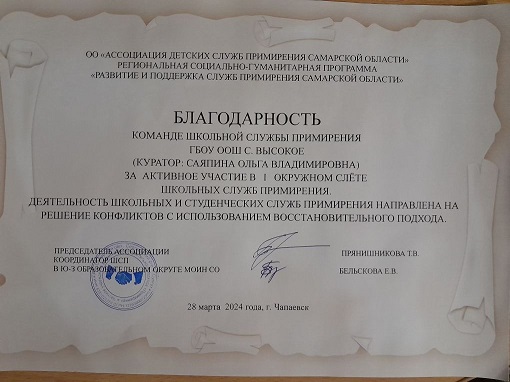 ОО «АССОЦИАЦИЯ ДЕТСКИХ СЛУЖБ ПРИМИРЕНИЯ САМАРСКОЙ ОБЛАСТИ»
РЕГИОНАЛЬНАЯ СОЦИАЛЬНО-ГУМАНИТАРНАЯ ПРОГРАММА
«РАЗВИТИЕ И ПОДДЕРЖКА СЛУЖБ ПРИМИРЕНИЯ САМАРСКОЙ ОБЛАСТИ»
БЛАГОДАРНОСТЬ
КОМАНДЕ ШКОЛЬНОЙ СЛУЖБЫ ПРИМИРЕНИЯ
ГБОУ ООШ С. ВЫСОКОЕ
(КУРАТОР: САЯПИНА ОЛЬГА ВЛАДИМИРОВНА)
ЗА АКТИВНОЕ УЧАСТИЕ В I ОКРУЖНОМ СЛЁТЕ
ШКОЛЬНЫХ СЛУЖБ ПРИМИРЕНИЯ.
ДЕЯТЕЛЬНОСТЬ ШКОЛЬНЫХ И СТУДЕНЧЕСКИХ СЛУЖБ ПРИМИРЕНИЯ НАПРАВЛЕНА НА
РЕШЕНИЕ КОНФЛИКТОВ С ИСПОЛЬЗОВАНИЕМ ВОССТАНОВИТЕЛЬНОГО ПОДХОДА.
ПРЕДСЕДАТЕЛЬ АССОЦИАЦИИ ПРЯНИШНИКОВА Т.В.
КООРДИНАТОР ШСП
В Ю-З ОБРАЗОВАТЕЛЬНОМ ОКРУГЕ МОИН СО БЕЛЬСКОВА Е.В.
28 марта 2024 года, г. Чапаевск